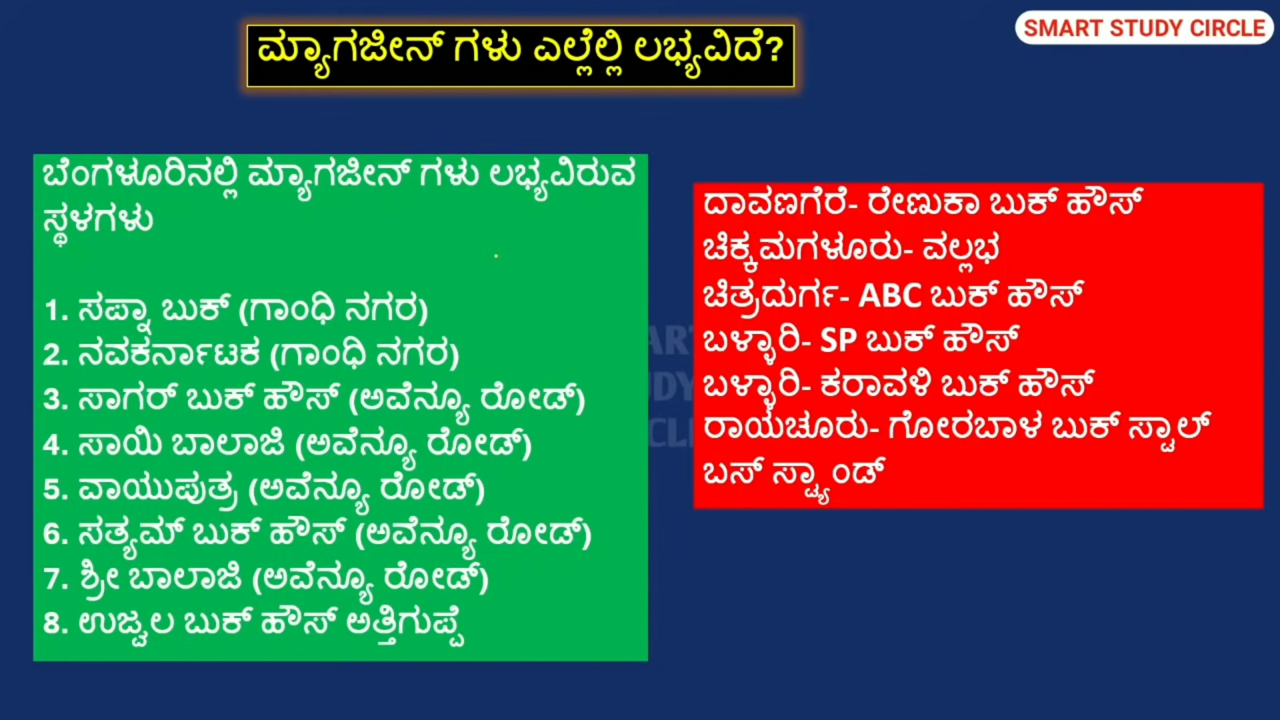 SMART STUDY CIRCLE
ಮ್ಯಾಗಜೀನ್ ಗಳು ಎಲ್ಲೆಲ್ಲಿ ಲಭ್ಯವಿದೆ?
ಬೆಂಗಳೂರಿನಲ್ಲಿ ಮ್ಯಾಗಜೀನ್ ಗಳು ಲಭ್ಯವಿರುವ
ಸ್ಥಳಗಳು
1. ಸಪ್ನಾ ಬುಕ್ (ಗಾಂಧಿ ನಗರ)
2. ನವಕರ್ನಾಟಕ (ಗಾಂಧಿ ನಗರ)
3. ಸಾಗರ್ ಬುಕ್ ಹೌಸ್ (ಅವೆನ್ಯೂ ರೋಡ್)
4. ಸಾಯಿ ಬಾಲಾಜಿ (ಅವೆನ್ಯೂ ರೋಡ್)
5. ವಾಯುಪುತ್ರ (ಅವೆನ್ಯೂ ರೋಡ್)
6. ಸತ್ಯಮ್ ಬುಕ್ ಹೌಸ್ (ಅವೆನ್ಯೂ ರೋಡ್)
7. ಶ್ರೀ ಬಾಲಾಜಿ (ಅವೆನ್ಯೂ ರೋಡ್)
8. ಉಜ್ವಲ ಬುಕ್ ಹೌಸ್ ಅತ್ತಿಗುಪ್ಪೆ
ದಾವಣಗೆರೆ- ರೇಣುಕಾ ಬುಕ್ ಹೌಸ್
ಚಿಕ್ಕಮಗಳೂರು- ವಲ್ಲಭ
ಚಿತ್ರದುರ್ಗ- ABC ಬುಕ್ ಹೌಸ್
ಬಳ್ಳಾರಿ- SP ಬುಕ್ ಹೌಸ್
ಬಳ್ಳಾರಿ- ಕರಾವಳಿ ಬುಕ್ ಹೌಸ್
ರಾಯಚೂರು- ಗೋರಬಾಳ ಬುಕ್ ಸ್ಟಾಲ್
ಬಸ್ ಸ್ಟ್ಯಾಂಡ್